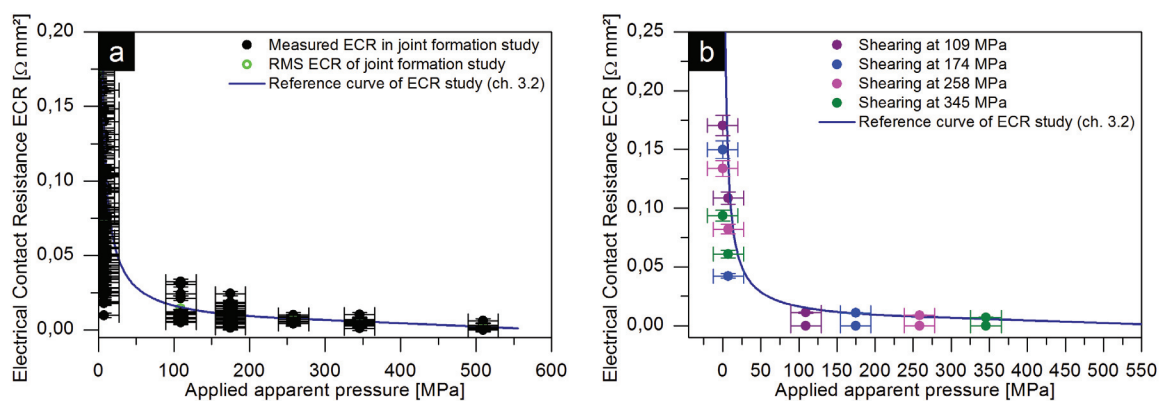 a
Electrical Contact Resistance ECR [Ω mm²]
0,20
0,15
0,10
0,05
0,00
Measured ECR in joint formation study
RMS ECR of joint formation study
Reference curve of ECR study (ch. 3.2)
0 100 200 300 400 500 600
Applied apparent pressure [MPa]
b
Electrical Contact Resistance ECR [Ω mm²]
0,25
0,20
0,15
0,10
0,05
0,00
Shearing at 109 MPa
Shearing at 174 MPa
Shearing at 258 MPa
Shearing at 345 MPa
Reference curve of ECR study (ch. 3.2)
0 50 100 150 200 250 300 350 400 450 500 550
Applied apparent pressure [MPa]